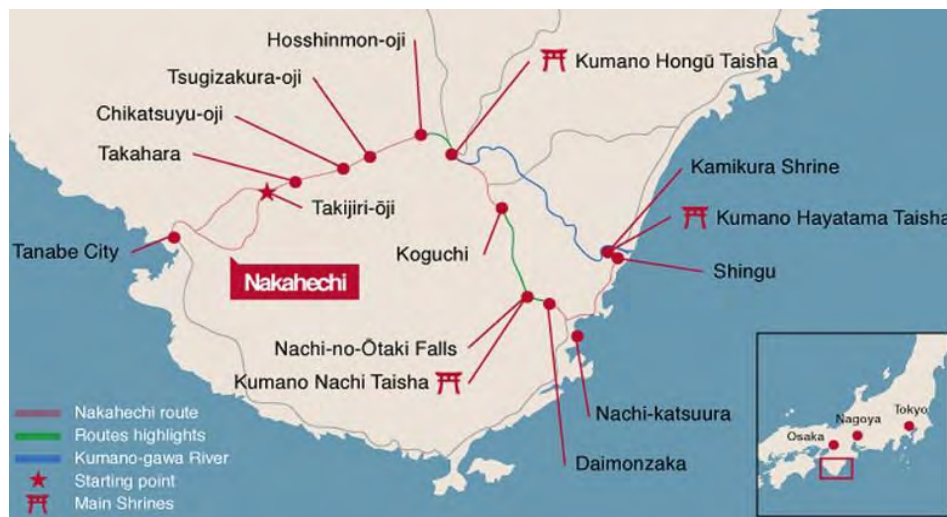 Hosshinmon-oji
Kumano Hongū Taisha
Tsugizakura-oji
Chikatsuyu-oji
Takahara
Kamikura Shrine
Takijiri-ōji
Kumano Hayatama Taisha
Tanabe City
Koguchi
Shingu
Nakahechi
Nachi-no-Ōtaki Falls
Kumano Nachi Taisha
Nachi-katsuura
Daimonzaka
Nakahechi route
Routes highlights
Kumano-gawa River
Starting point
Main Shrines
Tokyo
Nagoya
Osaka